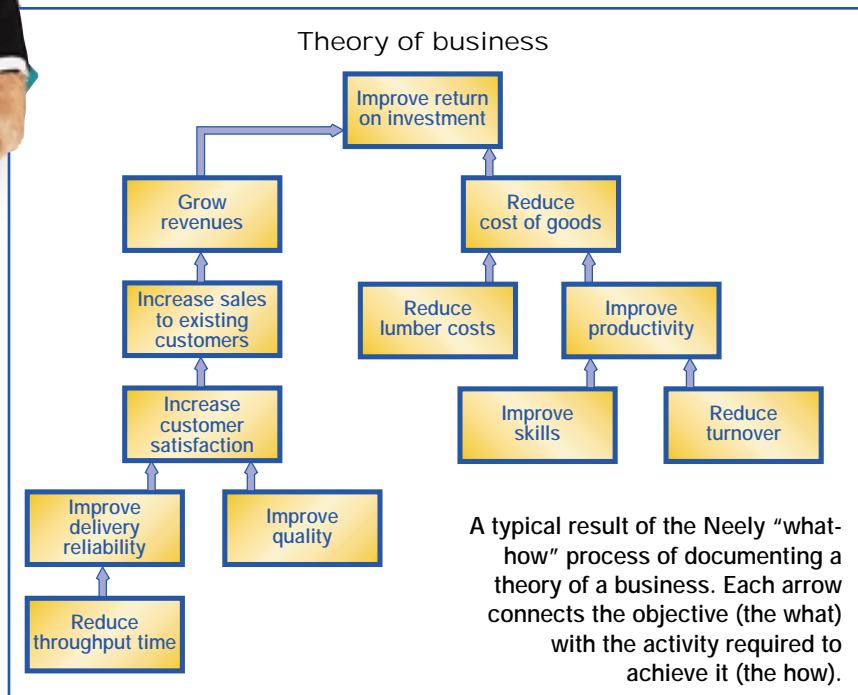 Theory of business
Improve return
on investment
Grow
revenues
Reduce
cost of goods
Increase sales
to existing
customers
Reduce
lumber costs
Improve
productivity
Increase
customer
satisfaction
Improve
skills
Reduce
turnover
Improve
delivery
reliability
Improve
quality
Reduce
throughput time
A typical result of the Neely “what-
how” process of documenting a
theory of a business. Each arrow
connects the objective (the what)
with the activity required to
achieve it (the how).